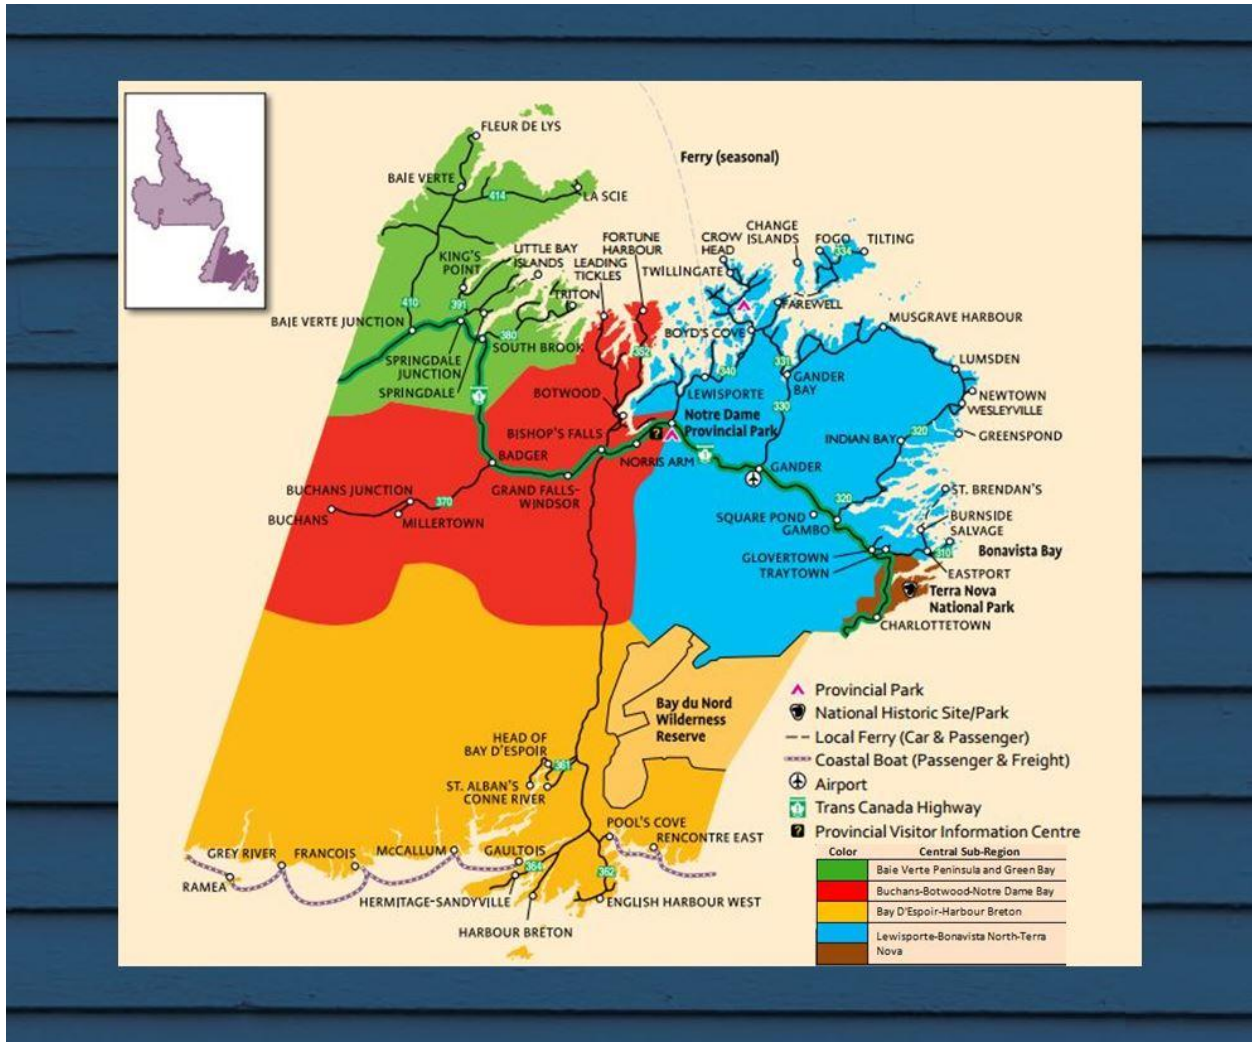 FLEUR DE LYS
BAIE VERTE
414
LA SCIE
Ferry (seasonal)
KING'S
POINT
LITTLE BAY
ISLANDS
LEADING
TICKLES
FORTUNE
HARBOUR
CROW
HEAD
CHANGE
ISLANDS
FOGO
TILTING
334
TWILLINGATE
TRITON
410
391
FAREWELL
BAIE VERTE JUNCTION
380
BOYD'S COVE
MUSGRAVE HARBOUR
SOUTH BROOK
352
SPRINGDALE
JUNCTION
SPRINGDALE
331
LUMSDEN
340
GANDER
BAY
1
BOTWOOD
LEWISPORTE
NEWTOWN
WESLEYVILLE
330
Notre Dame
Provincial Park
320
GREENSPOND
BISHOP'S FALLS
?
INDIAN BAY
BADGER
NORRIS ARM
1
GANDER
GRAND FALLS-
WINDSOR
BUCHANS JUNCTION
370
ST. BRENDAN'S
320
BUCHANS
MILLERTOWN
SQUARE POND
GAMBO
BURNSIDE
SALVAGE
GLOVERTOWN
TRAYTOWN
310
Bonavista Bay
EASTPORT
Terra Nova
National Park
CHARLOTTETOWN
Bay du Nord
Wilderness
Reserve
HEAD OF
BAY D'ESPOIR
361
ST. ALBAN'S
CONNE RIVER
POOL'S COVE
RENCONTRE EAST
GREY RIVER
FRANCOIS
McCALLUM
GAULTOIS
364
362
RAMEA
HERMITAGE-SANDYVILLE
ENGLISH HARBOUR WEST
HARBOUR BRETON
Provincial Park
National Historic Site/Park
Local Ferry (Car & Passenger)
Coastal Boat (Passenger & Freight)
Airport
1 Trans Canada Highway
? Provincial Visitor Information Centre
Color Central Sub-Region
Baie Verte Peninsula and Green Bay
Buchans-Botwood-Notre Dame Bay
Bay D'Espoir-Harbour Breton
Lewisporte-Bonavista North-Terra
Nova